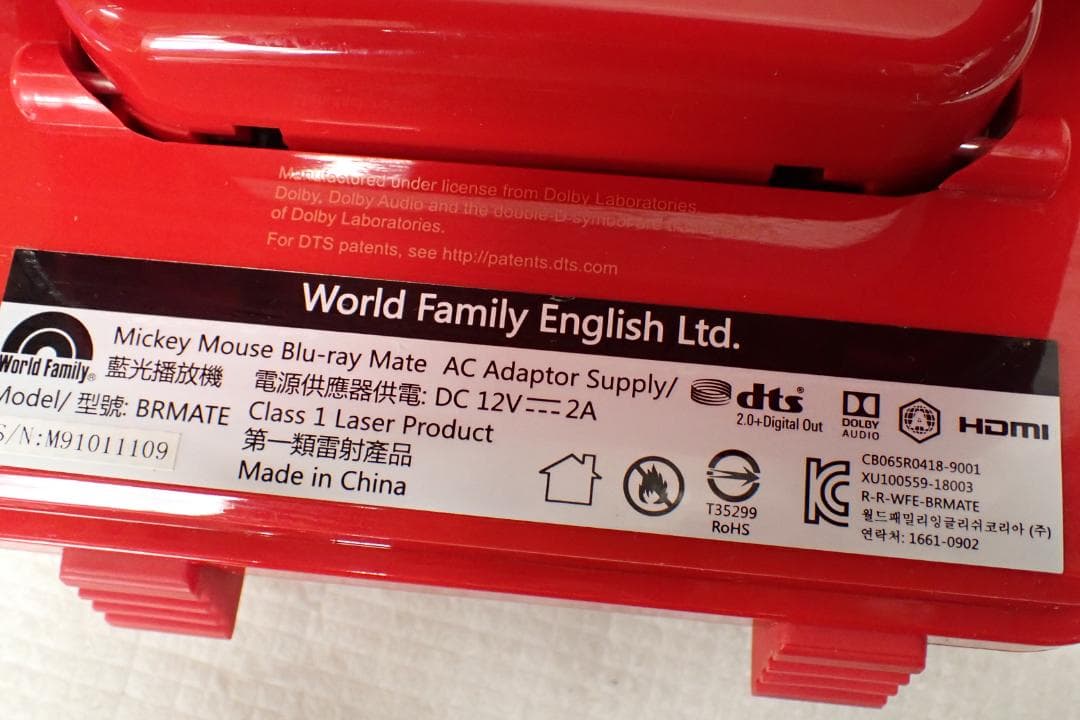 Manufactured under license from Dolby Laboratories.
Dolby, Dolby Audio and the double-D symbol are
of Dolby Laboratories.
For DTS patents, see http://patents.dts.com
World Family English Ltd.
World Family®
Mickey Mouse Blu-ray Mate AC Adaptor Supply/
藍光播放機 電源供應器供電: DC 12V⎓2A
Model/ 型號: BRMATE Class 1 Laser Product
S/N:M91011109 第一類雷射產品
Made in China
dts®
2.0+Digital Out
DOLBY
AUDIO
HDMI
T35299
RoHS
CB065R0418-9001
XU100559-18003
R-R-WFE-BRMATE
월드패밀리잉글리쉬코리아 (주)
연락처: 1661-0902